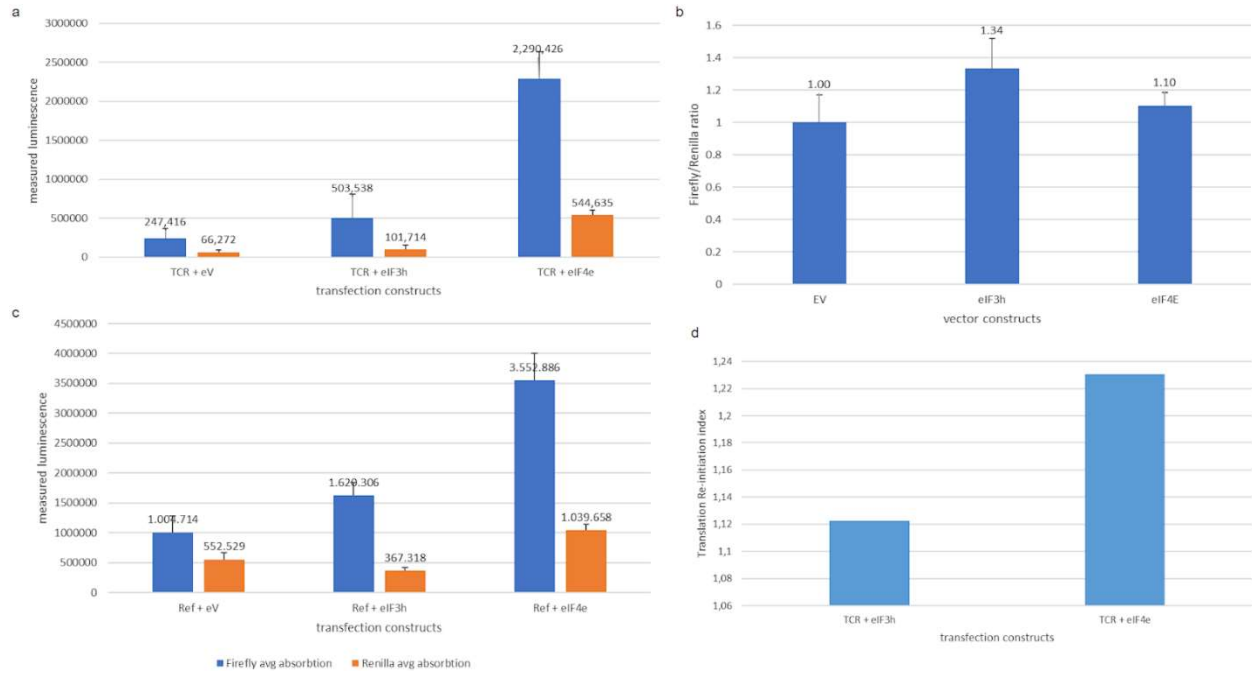 a
3000000
2500000
2000000
1500000
1000000
500000
0
measured luminescence
247,416
66,272
503,538
101,714
2,290,426
544,635
TCR + eV
TCR + eIF3h
TCR + eIF4e
transfection constructs
b
1.6
1.4
1.2
1
0.8
0.6
0.4
0.2
0
Firefly/Renilla ratio
1.00
1.34
1.10
EV
eIF3h
eIF4E
vector constructs
c
4500000
4000000
3500000
3000000
2500000
2000000
1500000
1000000
500000
0
measured luminescence
1.004.714
552.529
1.620.306
367.318
3.552.886
1.039.658
Ref + eV
Ref + eIF3h
Ref + eIF4e
transfection constructs
Firefly avg absorbtion
Renilla avg absorbtion
d
1,24
1,22
1,2
1,18
1,16
1,14
1,12
1,1
1,08
1,06
Translation Re-initiation index
TCR + eIF3h
TCR + eIF4e
transfection constructs